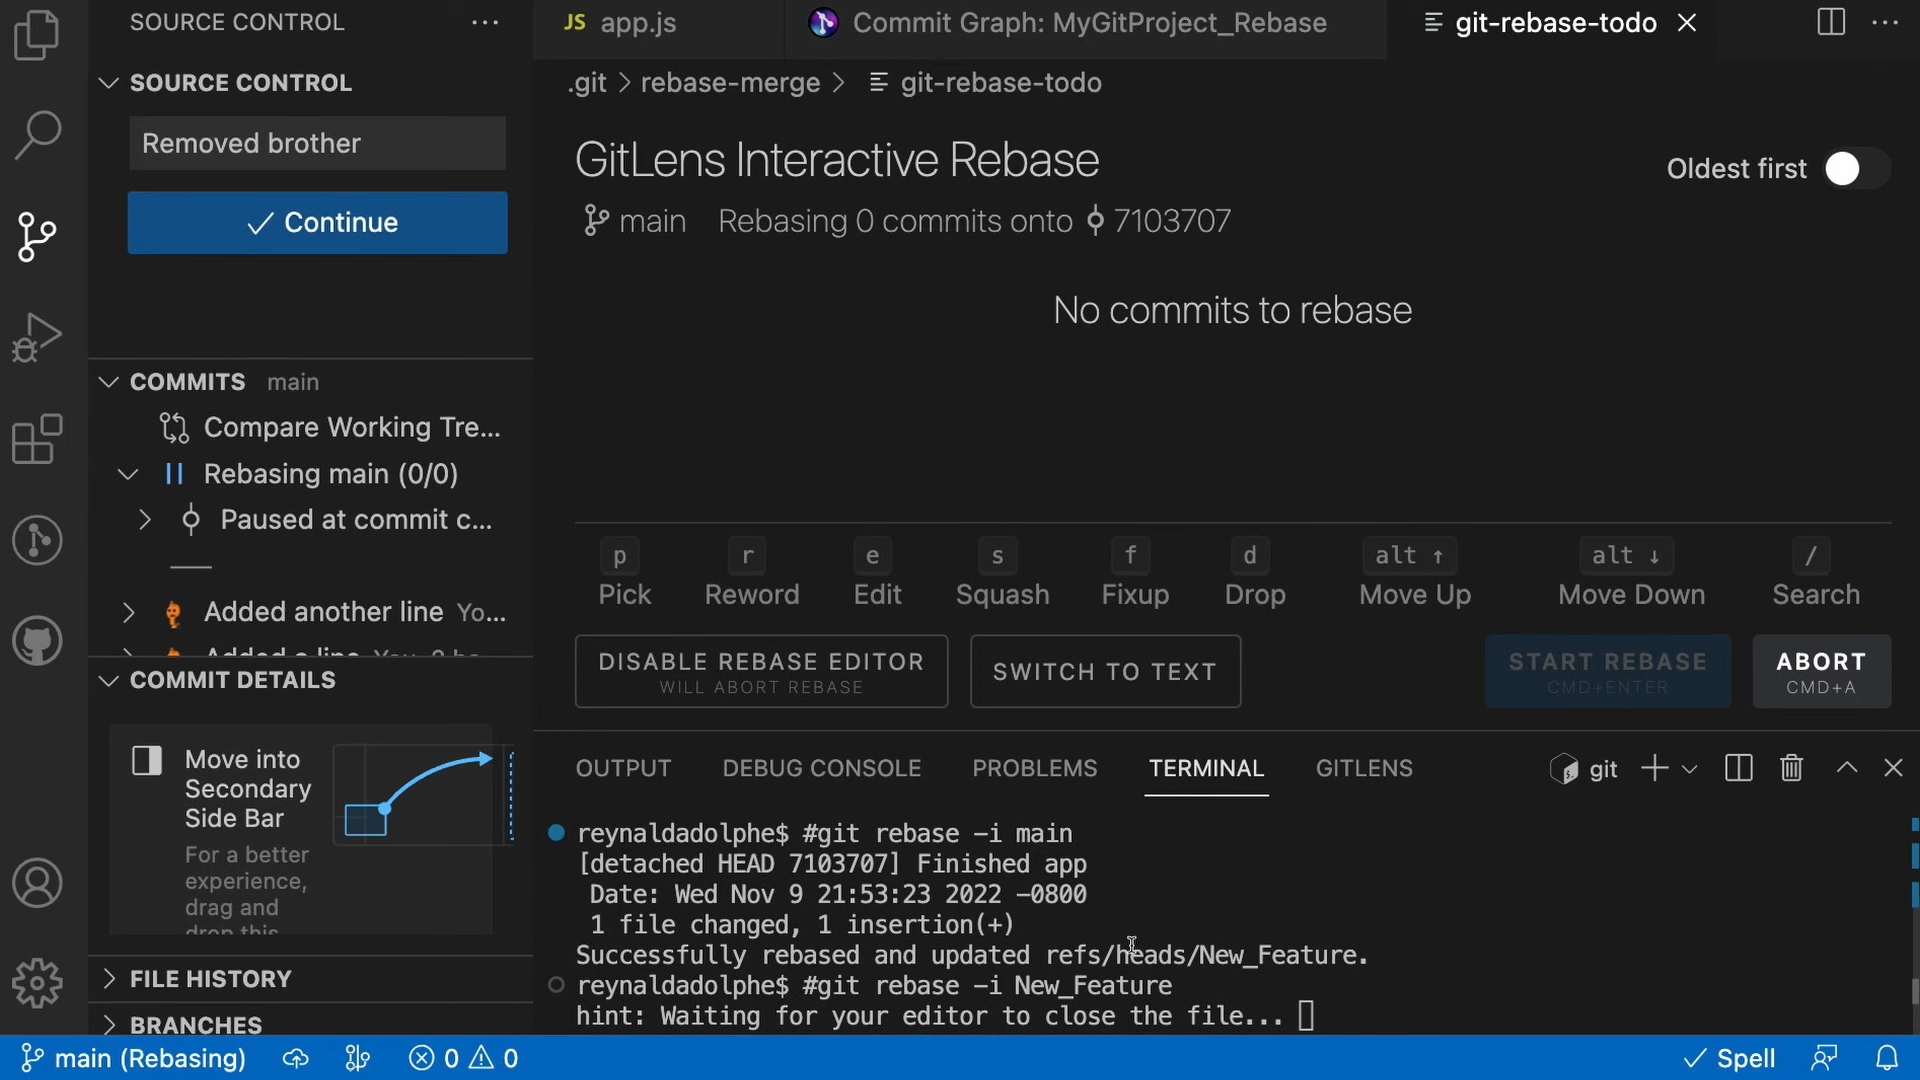 SOURCE CONTROL ...
JS app.js
Commit Graph: MyGitProject_Rebase
git-rebase-todo
SOURCE CONTROL
Removed brother
Continue
.git > rebase-merge > git-rebase-todo
GitLens Interactive Rebase
Oldest first
main Rebasing 0 commits onto 7103707
No commits to rebase
COMMITS main
Compare Working Tre...
Rebasing main (0/0)
Paused at commit c...
Added another line Yo...
COMMIT DETAILS
Move into
Secondary
Side Bar
For a better
experience,
drag and
drop this
FILE HISTORY
BRANCHES
p r e s f d alt ↑ alt ↓ /
Pick Reword Edit Squash Fixup Drop Move Up Move Down Search
DISABLE REBASE EDITOR
WILL ABORT REBASE
SWITCH TO TEXT
START REBASE
CMD+ENTER
ABORT
CMD+A
OUTPUT DEBUG CONSOLE PROBLEMS TERMINAL GITLENS
git
reynaldadolphe$ #git rebase -i main
[detached HEAD 7103707] Finished app
Date: Wed Nov 9 21:53:23 2022 -0800
1 file changed, 1 insertion(+)
Successfully rebased and updated refs/heads/New_Feature.
reynaldadolphe$ #git rebase -i New_Feature
hint: Waiting for your editor to close the file...
main (Rebasing) 0 0
Spell